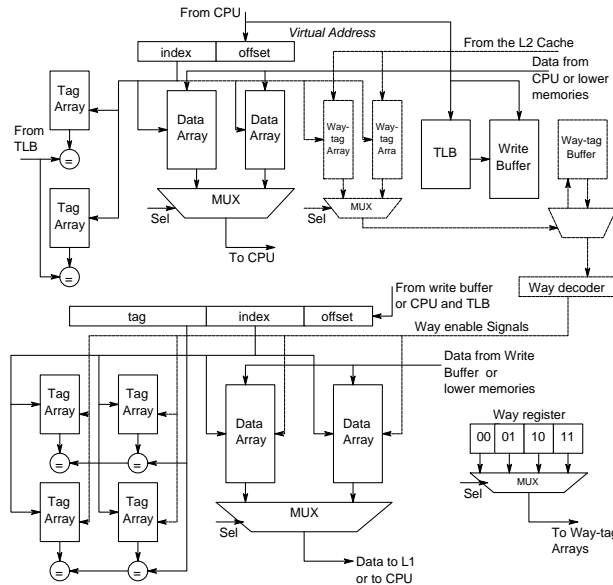 From CPU
Virtual Address
index
offset
From the L2 Cache
Data from
CPU or lower
memories
Tag
Array
From
TLB
=
Tag
Array
=
Data
Array
Data
Array
MUX
Sel
To CPU
Way-tag
Array
Way-tag
Arra
MUX
Sel
TLB
Write
Buffer
Way-tag
Buffer
Way decoder
From write buffer
or CPU and TLB
tag
index
offset
Way enable Signals
Data from Write
Buffer or
lower memories
Tag
Array
Tag
Array
=
=
Tag
Array
Tag
Array
=
=
Data
Array
Data
Array
MUX
Sel
Data to L1
or to CPU
Way register
00
01
10
11
MUX
Sel
To Way-tag
Arrays